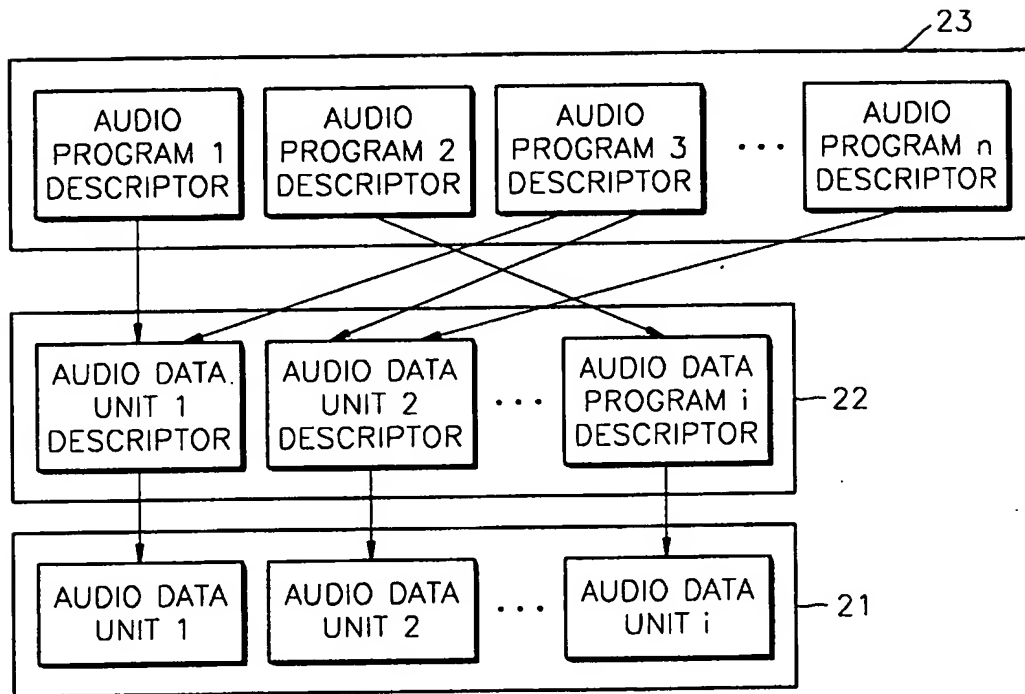 23
AUDIO
PROGRAM 1
DESCRIPTOR
AUDIO
PROGRAM 2
DESCRIPTOR
AUDIO
PROGRAM 3
DESCRIPTOR
...
AUDIO
PROGRAM n
DESCRIPTOR
AUDIO DATA
UNIT 1
DESCRIPTOR
AUDIO DATA
UNIT 2
DESCRIPTOR
...
AUDIO DATA
PROGRAM i
DESCRIPTOR
22
AUDIO DATA
UNIT 1
AUDIO DATA
UNIT 2
...
AUDIO DATA
UNIT i
21